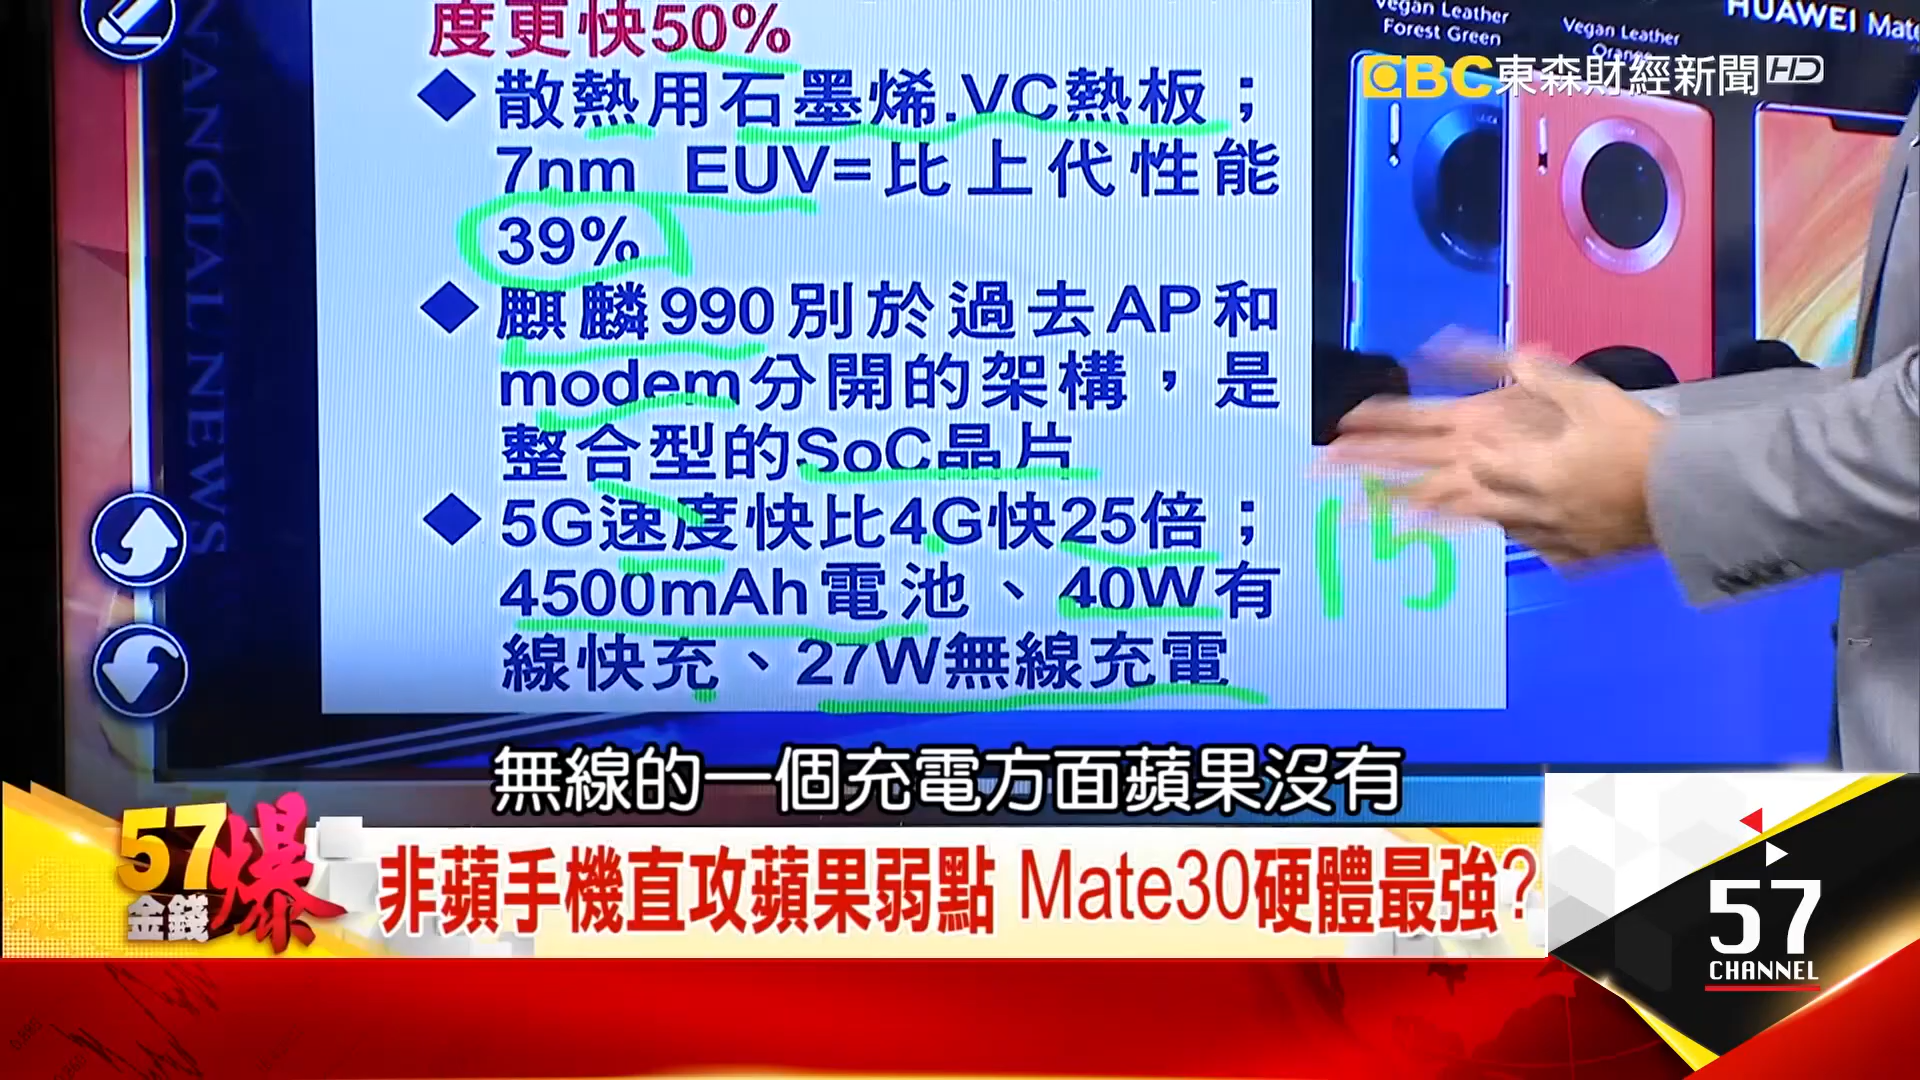 度更快50%
◆散熱用石墨烯.VC熱板；
7nm EUV=比上代性能
39%
◆麒麟990別於過去AP和
modem分開的架構，是
整合型的SoC晶片
◆5G速度快比4G快25倍；
4500mAh電池、40W有
線快充、27W無線充電
15
NANCIAL NEWS
Vegan Leather
Forest Green
Vegan Leather
Orange
HUAWEI Mate
EBC東森財經新聞HD
無線的一個充電方面蘋果沒有
57金錢爆
非蘋手機直攻蘋果弱點 Mate30硬體最強?
57
CHANNEL